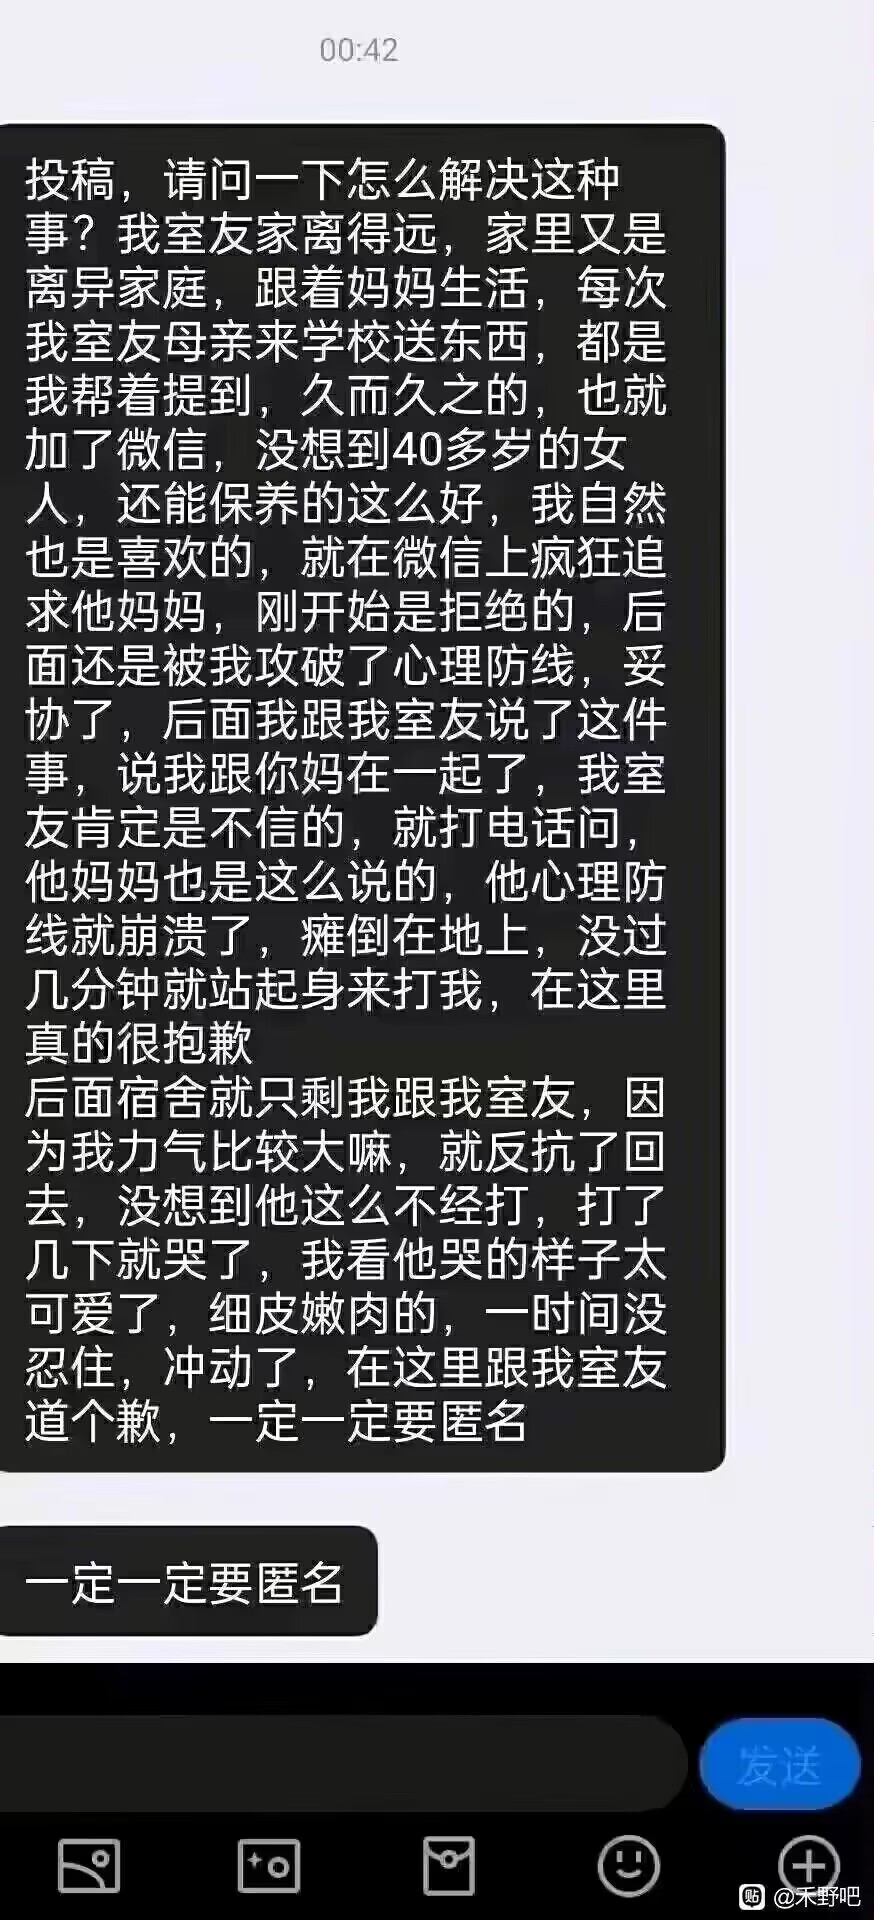 00:42
投稿，请问一下怎么解决这种
事？我室友家离得远，家里又是
离异家庭，跟着妈妈生活，每次
我室友母亲来学校送东西，都是
我帮着提到，久而久之的，也就
加了微信，没想到40多岁的女
人，还能保养的这么好，我自然
也是喜欢的，就在微信上疯狂追
求他妈妈，刚开始是拒绝的，后
面还是被我攻破了心理防线，妥
协了，后面我跟我室友说了这件
事，说我跟你妈在一起了，我室
友肯定是不信的，就打电话问，
他妈妈也是这么说的，他心理防
线就崩溃了，瘫倒在地上，没过
几分钟就站起身来打我，在这里
真的很抱歉
后面宿舍就只剩我跟我室友，因
为我力气比较大嘛，就反抗了回
去，没想到他这么不经打，打了
几下就哭了，我看他哭的样子太
可爱了，细皮嫩肉的，一时间没
忍住，冲动了，在这里跟我室友
道个歉，一定一定要匿名
一定一定要匿名
发送
贴 @禾野吧